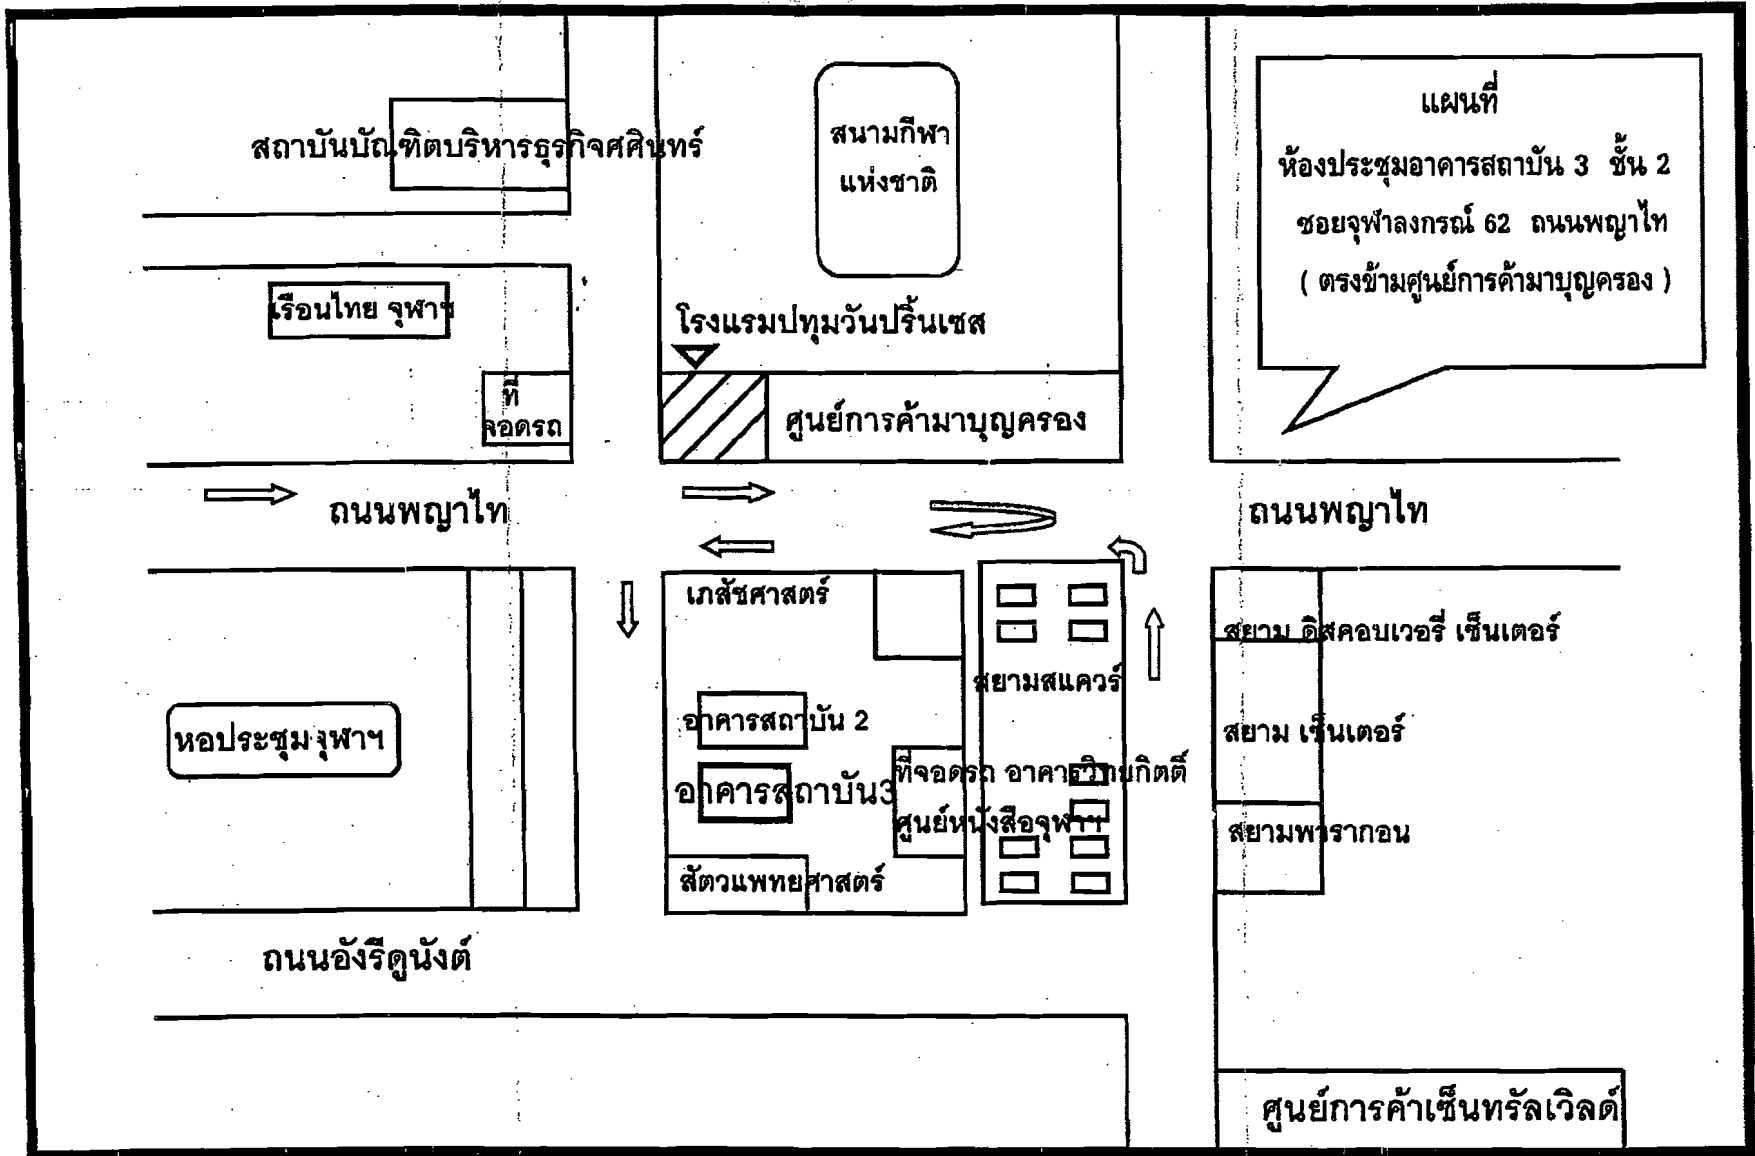 แผนที่
ห้องประชุมอาคารสถาบัน 3 ชั้น 2
ซอยจุฬาลงกรณ์ 62 ถนนพญาไท
( ตรงข้ามศูนย์การค้ามาบุญครอง )
สถาบันบัณฑิตบริหารธุรกิจศศินทร์
สนามกีฬา
แห่งชาติ
เรือนไทย จุฬาฯ
โรงแรมปทุมวันปริ้นเซส
ที่
จอดรถ
ศูนย์การค้ามาบุญครอง
ถนนพญาไท
ถนนพญาไท
เภสัชศาสตร์
สยาม ดิสคอบเวอรี่ เซ็นเตอร์
สยามสแควร์
อาคารสถาบัน 2
สยาม เซ็นเตอร์
หอประชุมจุฬาฯ
อาคารสถาบัน3
ที่จอดรถ อาคารวิทยกิตติ์
ศูนย์หนังสือจุฬาฯ
สยามพารากอน
สัตวแพทยศาสตร์
ถนนอังรีดูนังต์
ศูนย์การค้าเซ็นทรัลเวิลด์